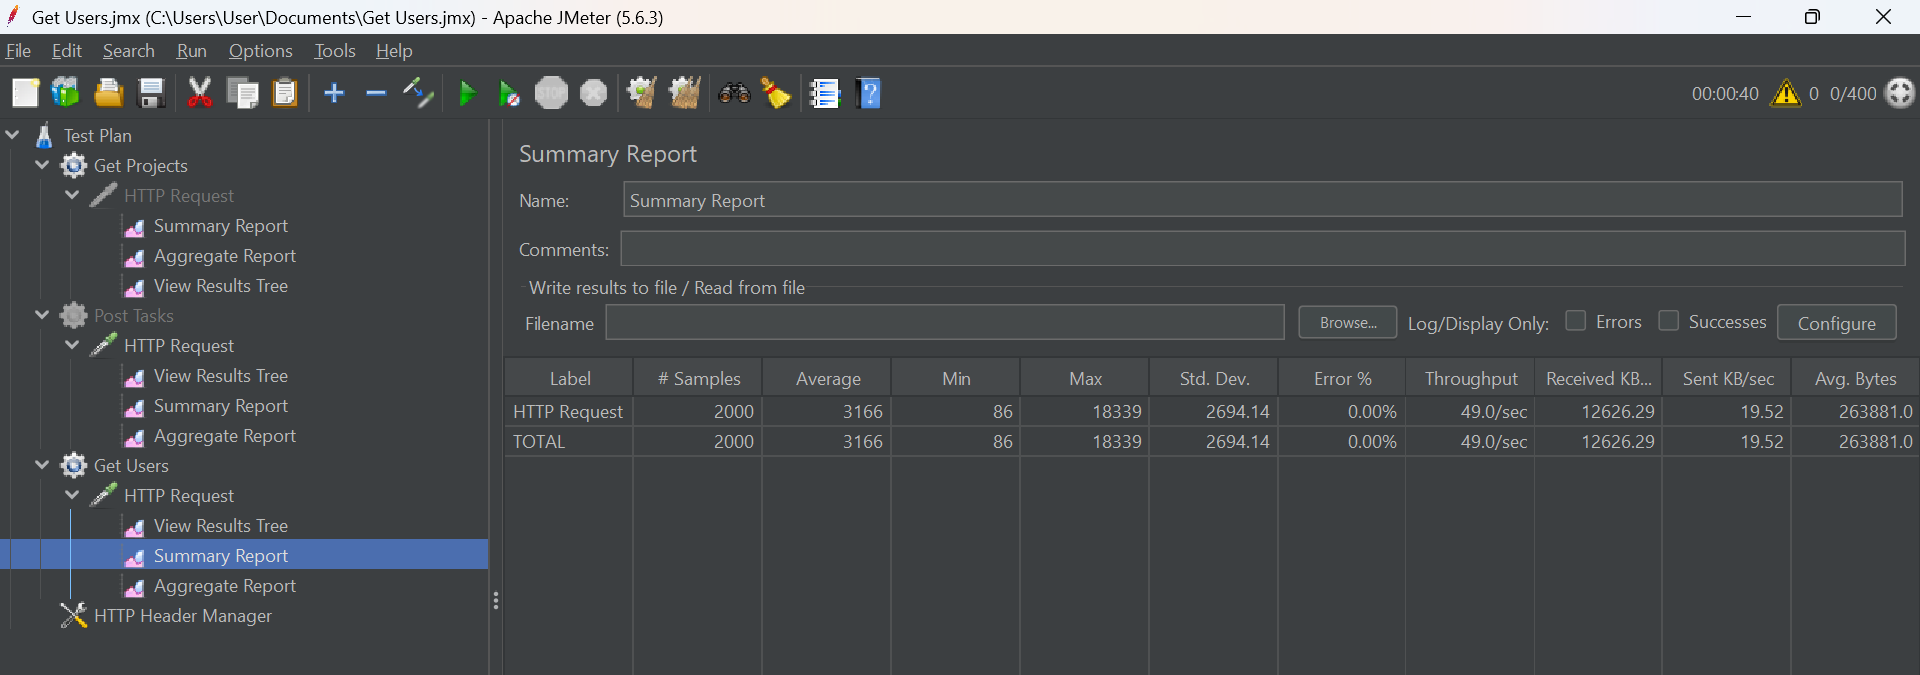 Get Users.jmx (C:\Users\User\Documents\Get Users.jmx) - Apache JMeter (5.6.3)
File Edit Search Run Options Tools Help
STOP ? 00:00:40 0 0/400
Test Plan
Get Projects
HTTP Request
Summary Report
Aggregate Report
View Results Tree
Post Tasks
HTTP Request
View Results Tree
Summary Report
Aggregate Report
Get Users
HTTP Request
View Results Tree
Summary Report
Aggregate Report
HTTP Header Manager
Summary Report
Name: Summary Report
Comments:
Write results to file / Read from file
Filename Browse... Log/Display Only: Errors Successes Configure
Label # Samples Average Min Max Std. Dev. Error % Throughput Received KB... Sent KB/sec Avg. Bytes
HTTP Request 2000 3166 86 18339 2694.14 0.00% 49.0/sec 12626.29 19.52 263881.0
TOTAL 2000 3166 86 18339 2694.14 0.00% 49.0/sec 12626.29 19.52 263881.0